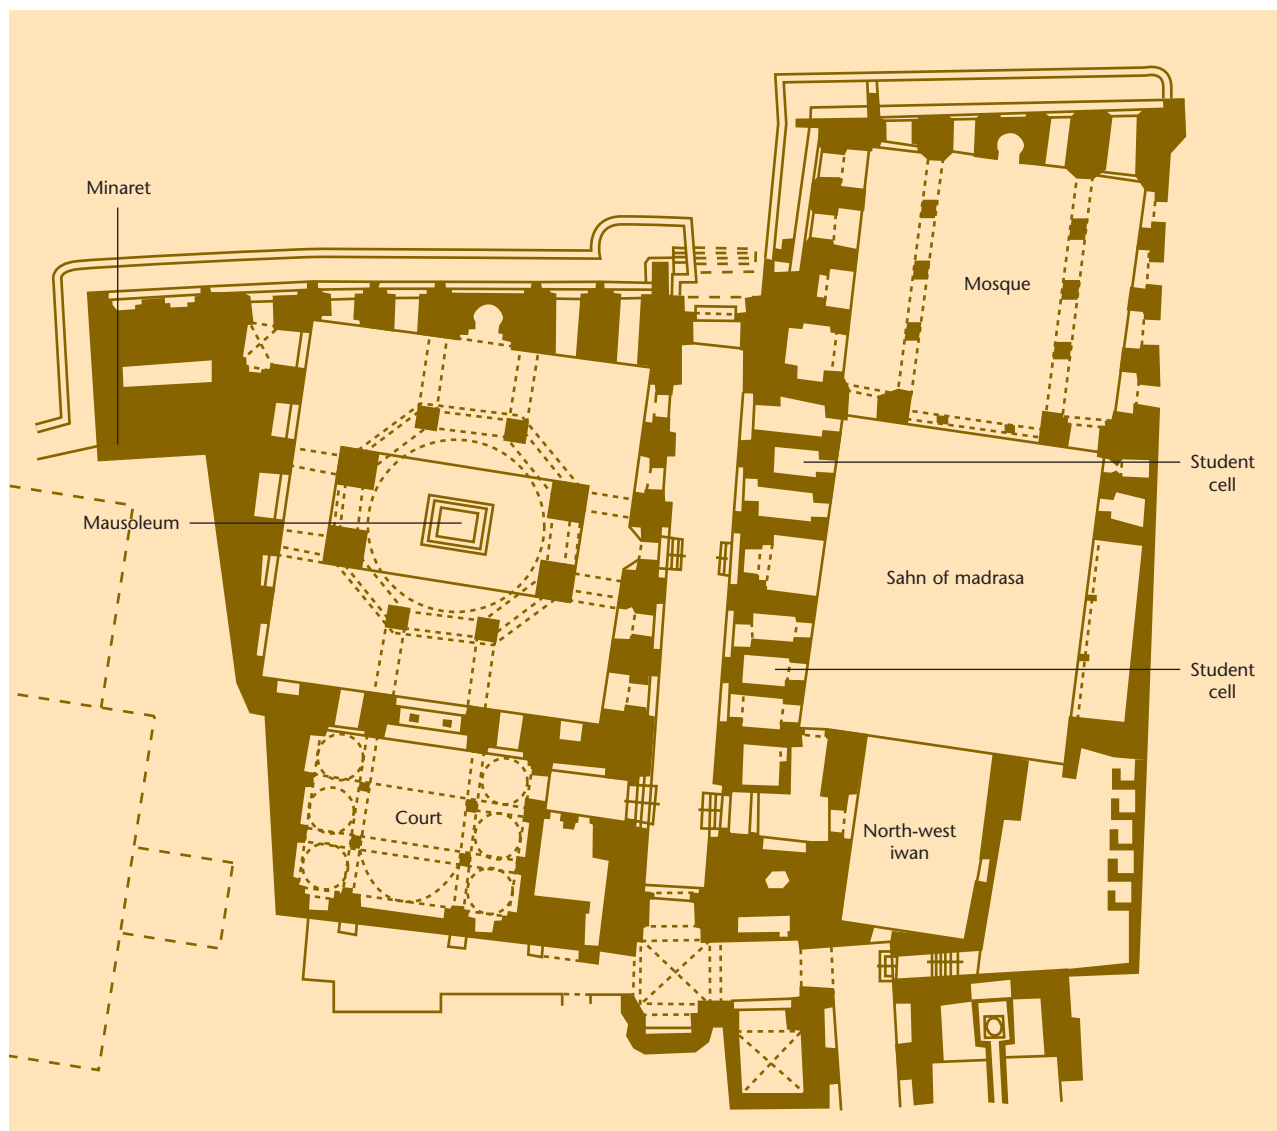 Minaret
Mosque
Student
cell
Mausoleum
Sahn of madrasa
Student
cell
Court
North-west
iwan